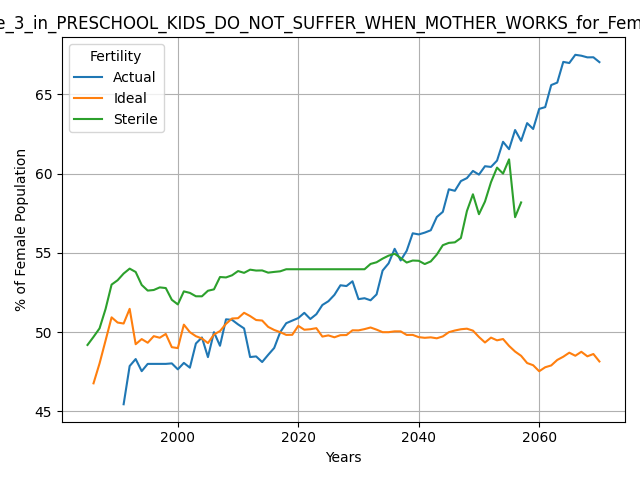 e_3_in_PRESCHOOL_KIDS_DO_NOT_SUFFER_WHEN_MOTHER_WORKS_for_Fem
Fertility
Actual
Ideal
Sterile
% of Female Population
65
60
55
50
45
2000
2020
2040
2060
Years